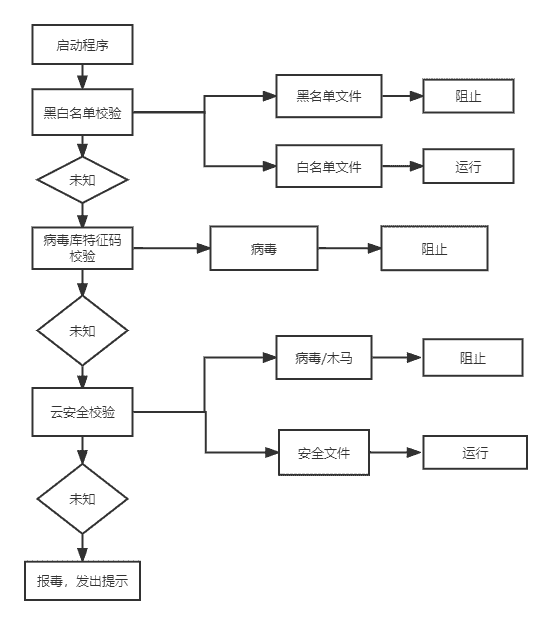 启动程序
黑白名单校验
黑名单文件
阻止
白名单文件
运行
未知
病毒库特征码
校验
病毒
阻止
未知
病毒/木马
阻止
云安全校验
安全文件
运行
未知
报毒，发出提示